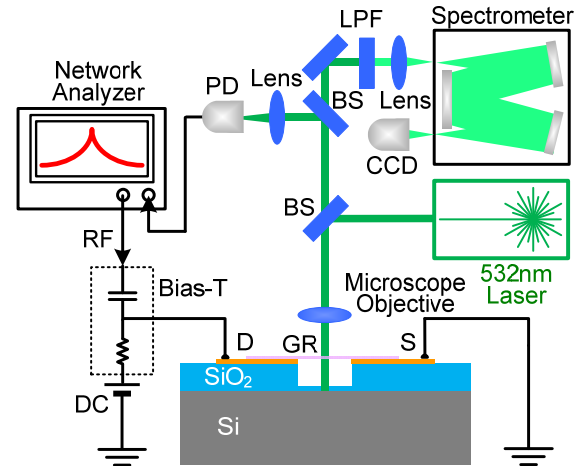 Spectrometer
LPF
Network
Analyzer
PD
Lens
BS
Lens
CCD
BS
RF
Bias-T
532nm
Laser
Microscope
Objective
D
GR
S
SiO₂
DC
Si